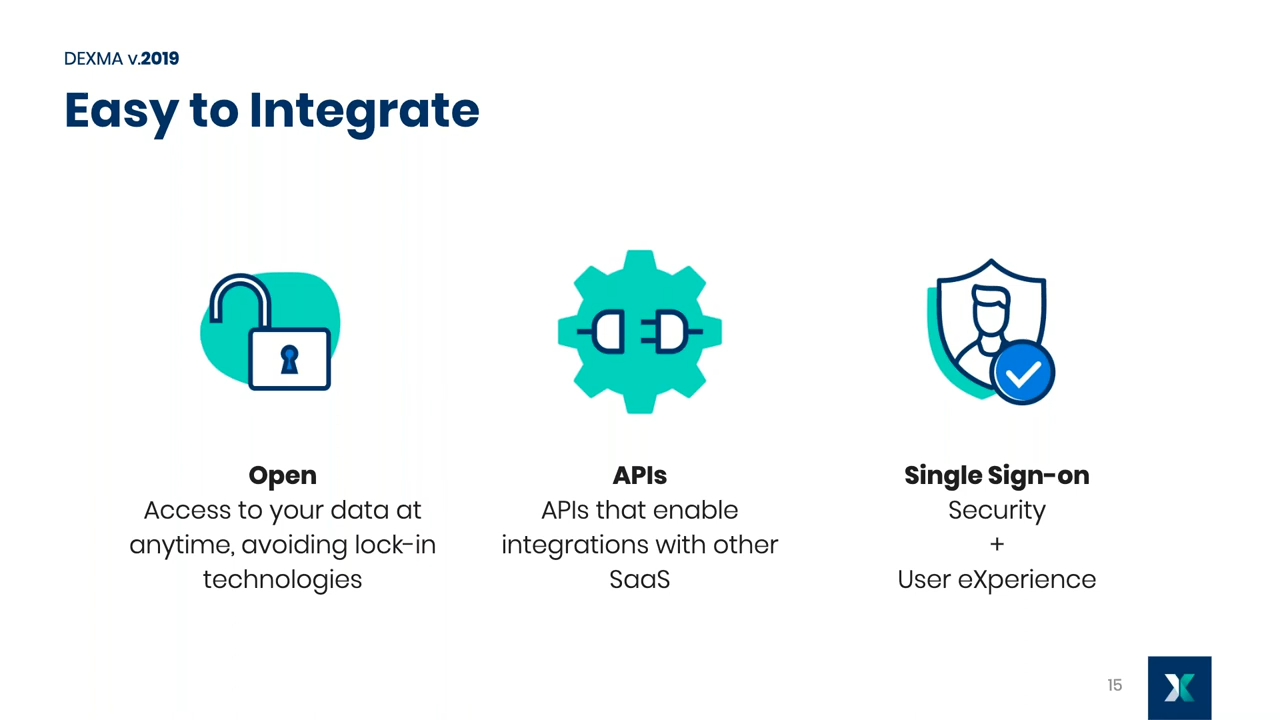 DEXMA v.2019
Easy to Integrate
Open
Access to your data at
anytime, avoiding lock-in
technologies
APIs
APIs that enable
integrations with other
SaaS
Single Sign-on
Security
+
User eXperience
15